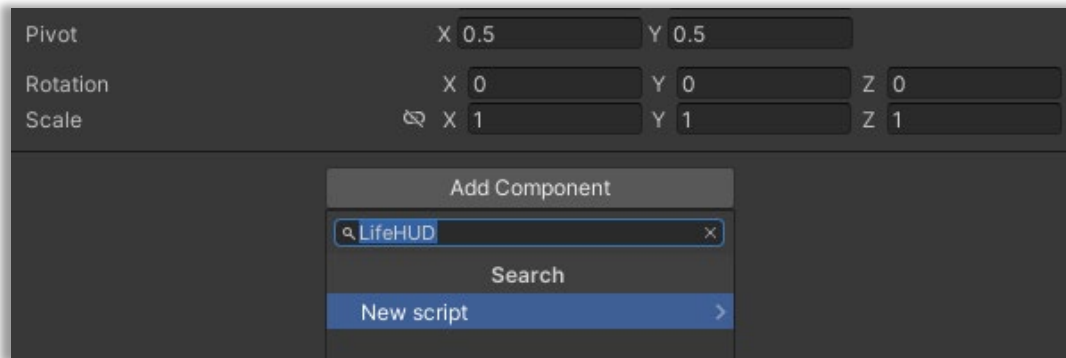 Pivot X 0.5 Y 0.5
Rotation X 0 Y 0 Z 0
Scale X 1 Y 1 Z 1
Add Component
LifeHUD
Search
New script